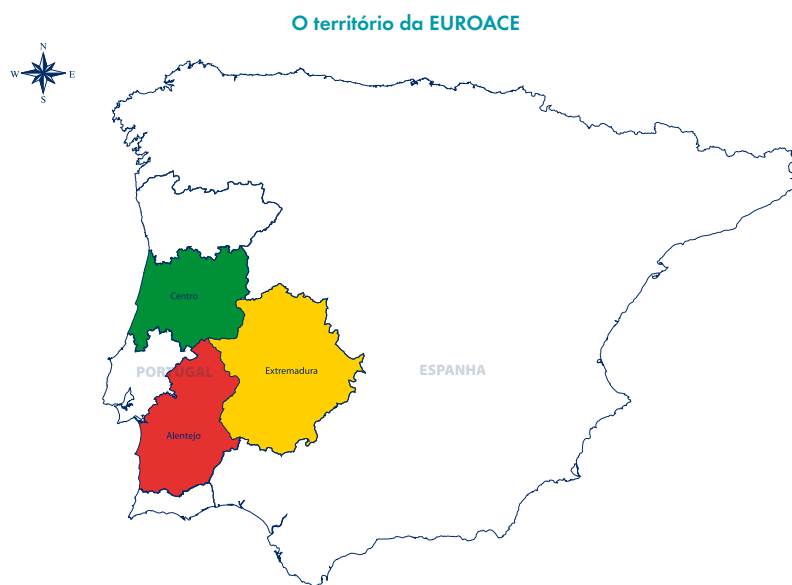 O território da EUROACE
N
W E
S
Centro
PORTUGAL
Extremadura
ESPANHA
Alentejo